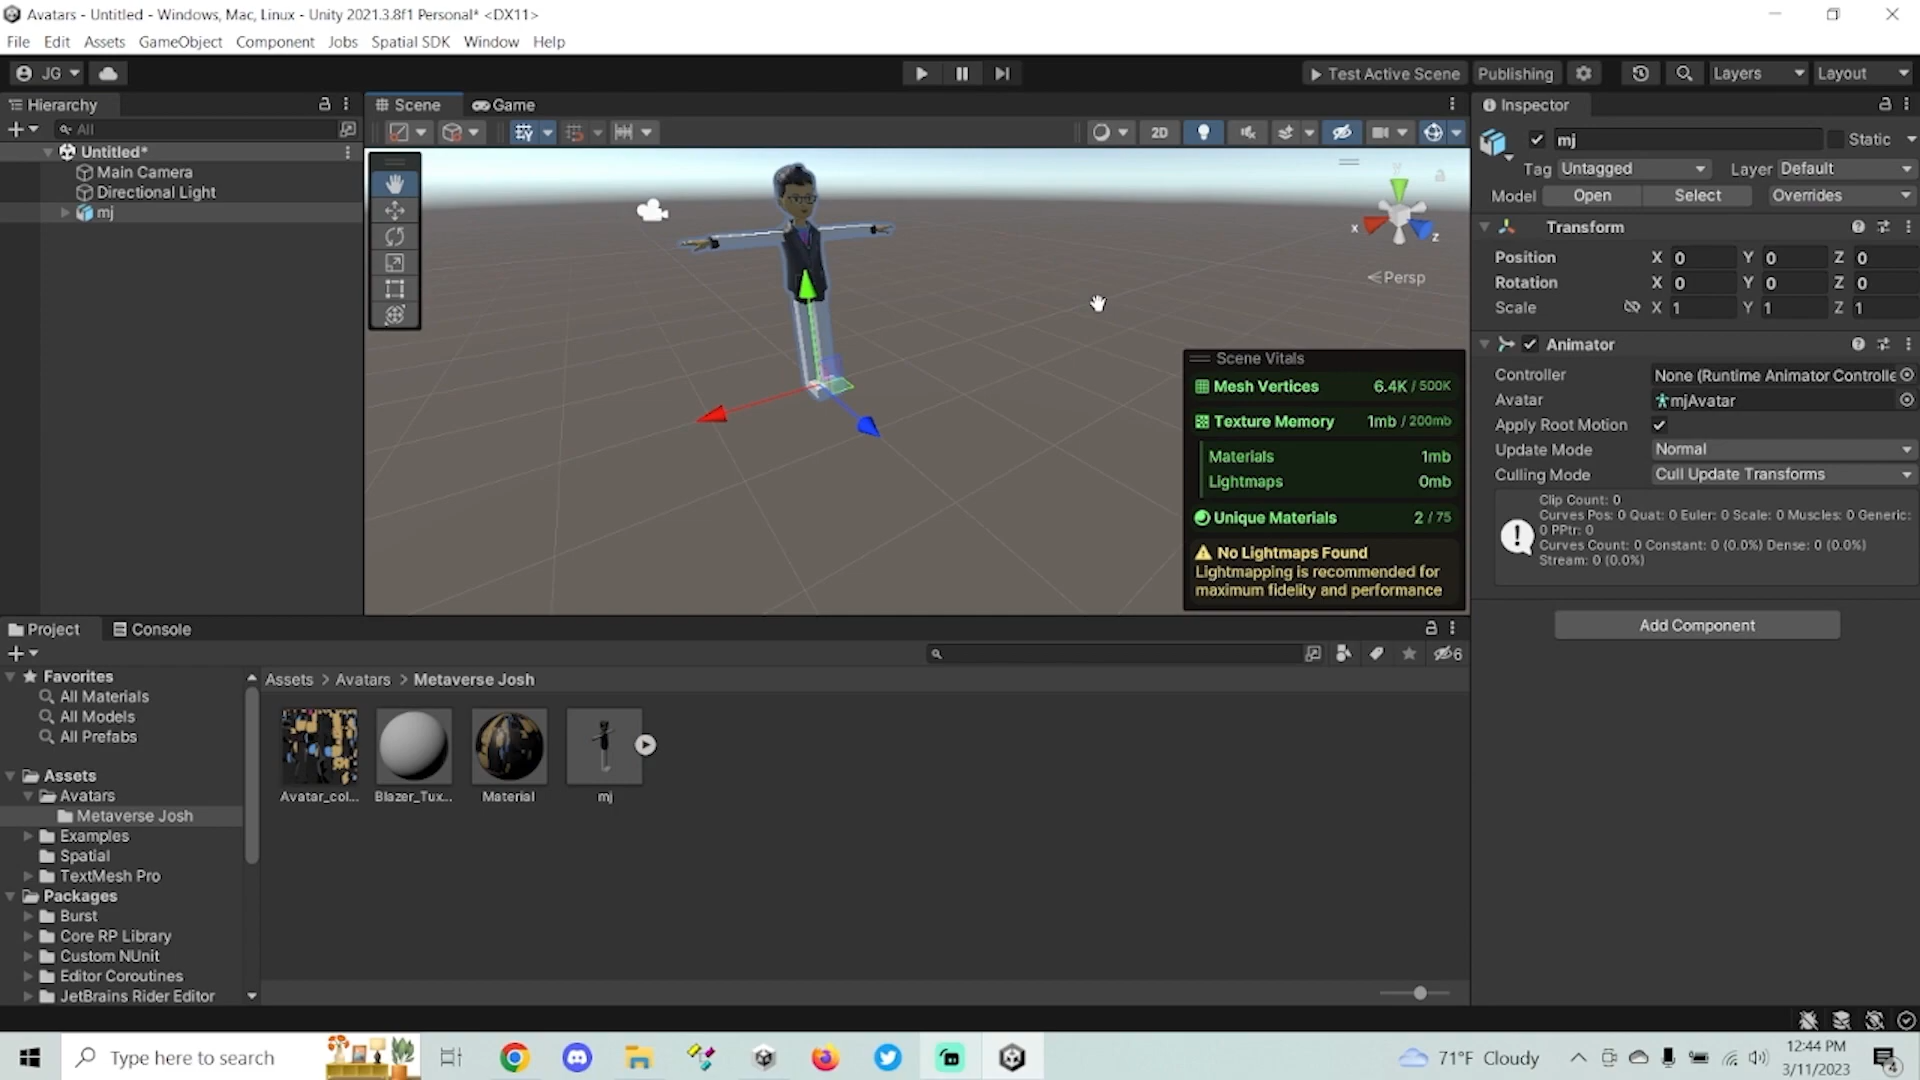 Avatars - Untitled - Windows, Mac, Linux - Unity 2021.3.8f1 Personal* <DX11>
File Edit Assets GameObject Component Jobs Spatial SDK Window Help
JG Test Active Scene Publishing Layers Layout
Hierarchy
All
Untitled*
Main Camera
Directional Light
mj
Scene Game
2D
Y
X
Z
Persp
Scene Vitals
Mesh Vertices 6.4K / 500K
Texture Memory 1mb / 200mb
Materials 1mb
Lightmaps 0mb
Unique Materials 2 / 75
No Lightmaps Found
Lightmapping is recommended for
maximum fidelity and performance
Inspector
mj Static
Tag Untagged Layer Default
Model Open Select Overrides
Transform
Position X 0 Y 0 Z 0
Rotation X 0 Y 0 Z 0
Scale X 1 Y 1 Z 1
Animator
Controller None (Runtime Animator Controlle
Avatar mjAvatar
Apply Root Motion
Update Mode Normal
Culling Mode Cull Update Transforms
Clip Count: 0
Curves Pos: 0 Quat: 0 Euler: 0 Scale: 0 Muscles: 0 Generic:
0 PPtr: 0
Curves Count: 0 Constant: 0 (0.0%) Dense: 0 (0.0%)
Stream: 0 (0.0%)
Add Component
Project Console
6
Favorites
All Materials
All Models
All Prefabs
Assets
Avatars
Metaverse Josh
Examples
Spatial
TextMesh Pro
Packages
Burst
Core RP Library
Custom NUnit
Editor Coroutines
JetBrains Rider Editor
Assets > Avatars > Metaverse Josh
Avatar_col... Blazer_Tux... Material mj
Type here to search
71°F Cloudy
12:44 PM
3/11/2023
4